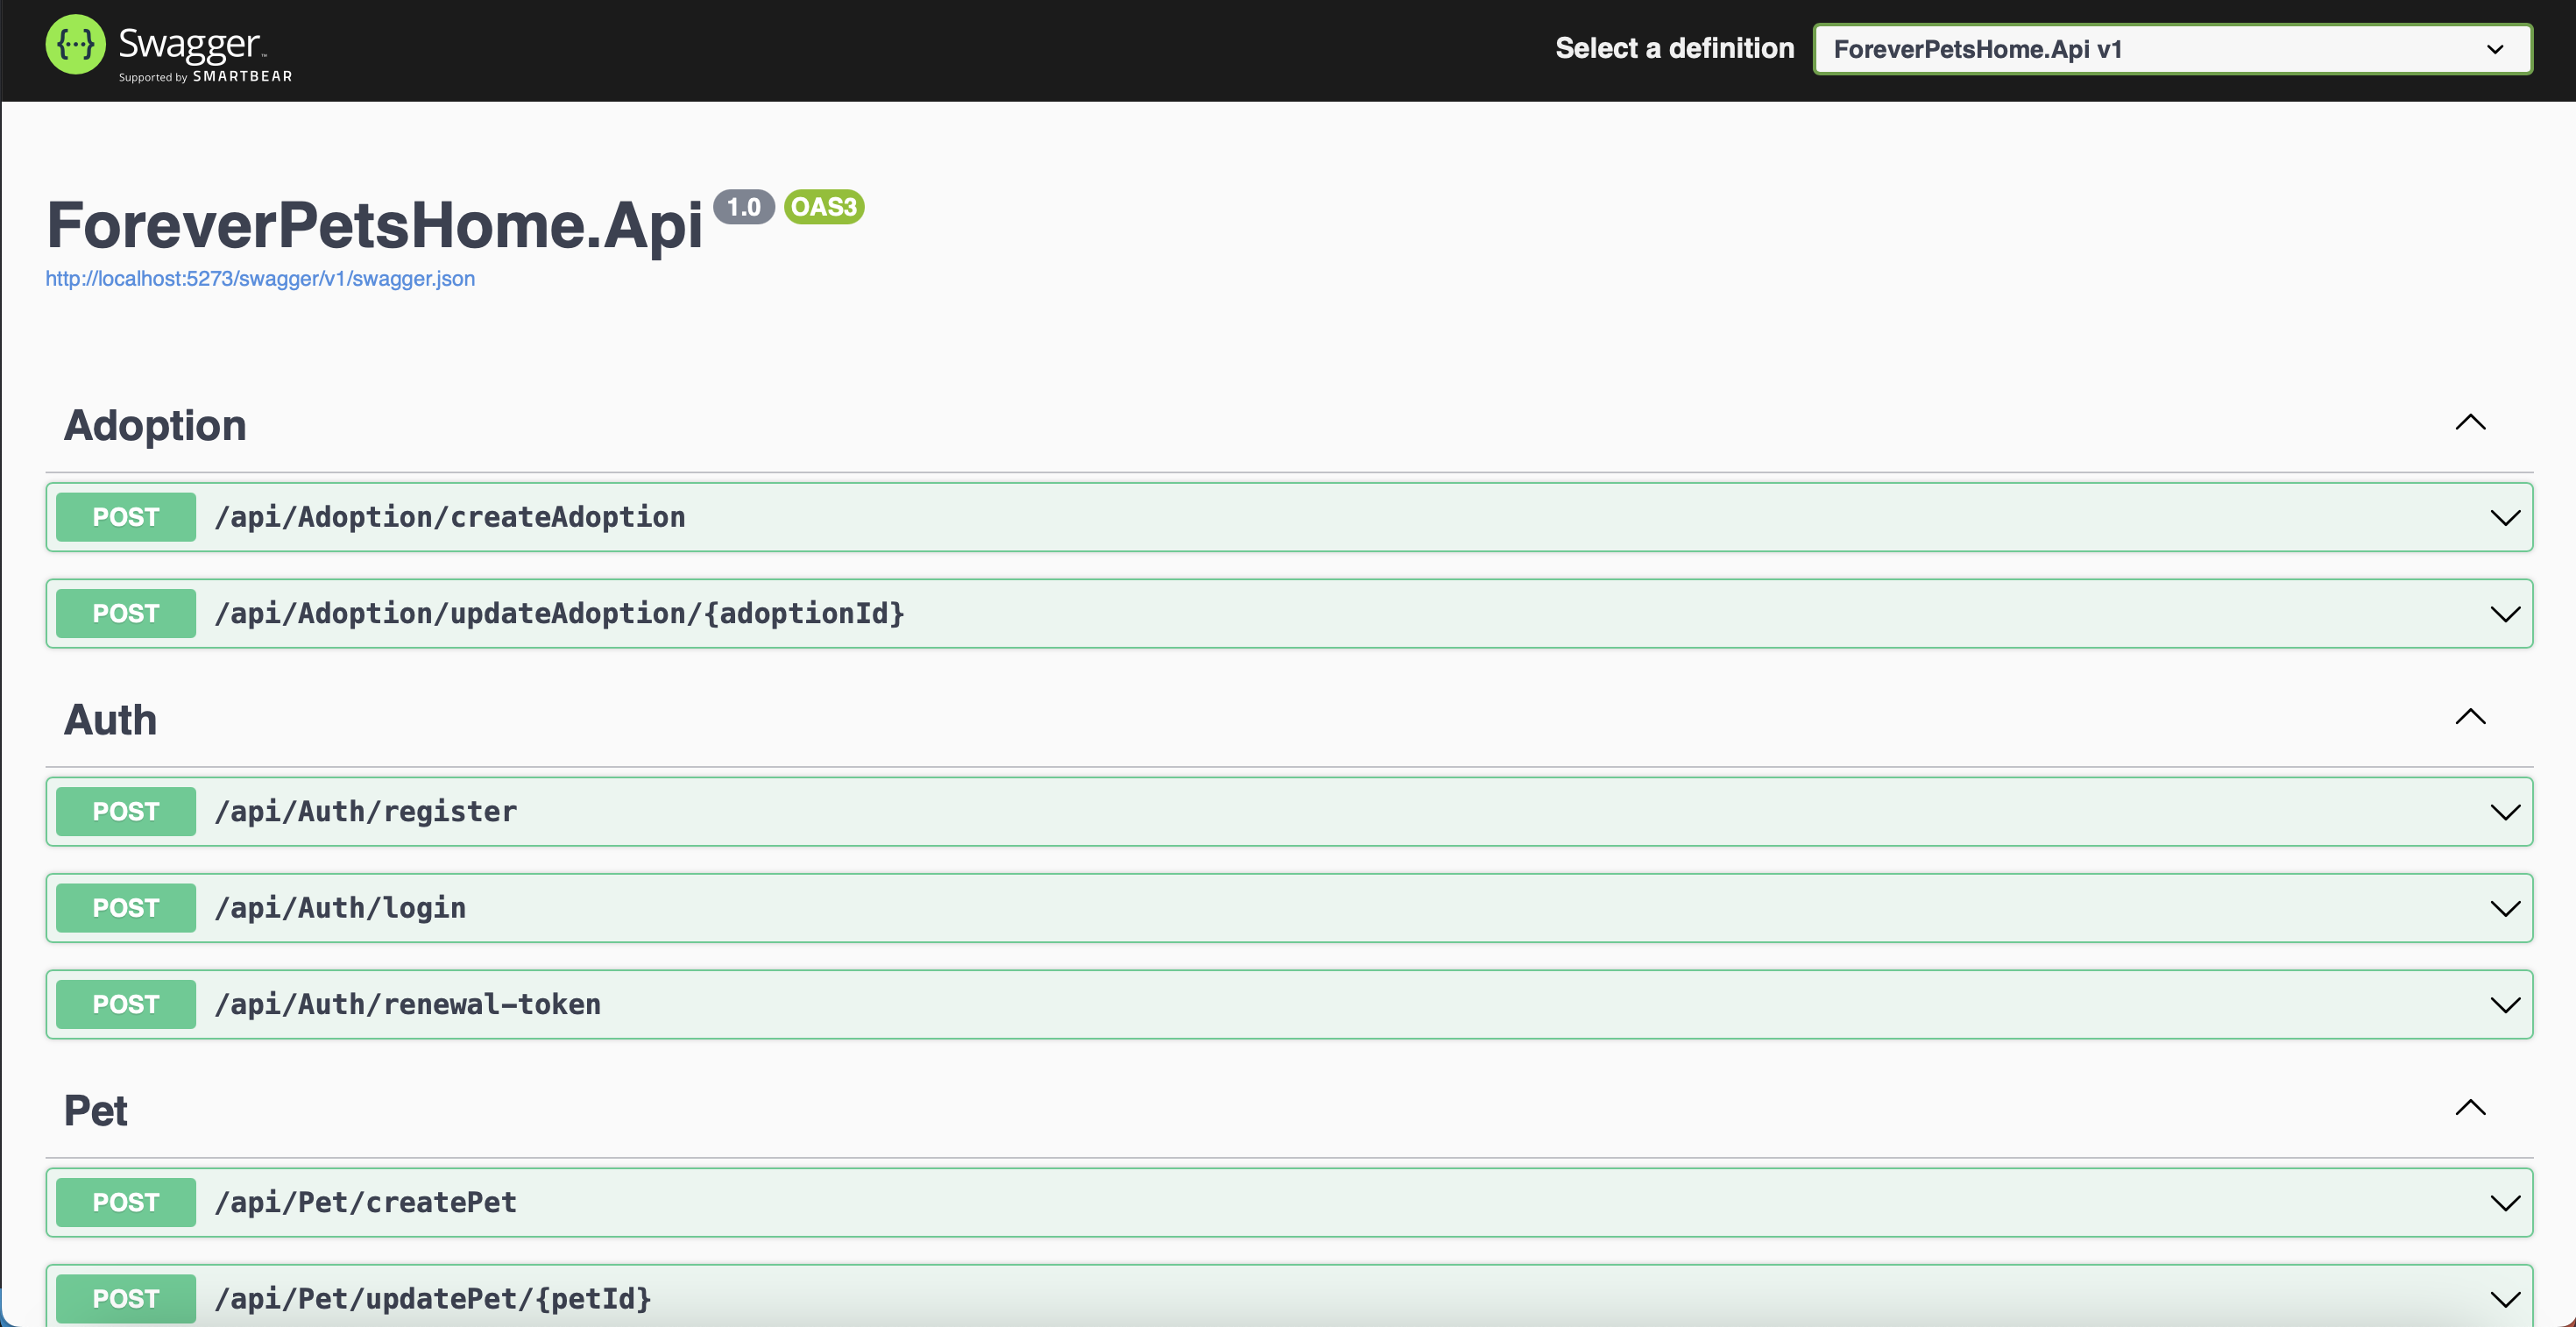 Swagger™
Supported by SMARTBEAR
Select a definition
ForeverPetsHome.Api v1
ForeverPetsHome.Api 1.0 OAS3
http://localhost:5273/swagger/v1/swagger.json
Adoption
POST /api/Adoption/createAdoption
POST /api/Adoption/updateAdoption/{adoptionId}
Auth
POST /api/Auth/register
POST /api/Auth/login
POST /api/Auth/renewal-token
Pet
POST /api/Pet/createPet
POST /api/Pet/updatePet/{petId}